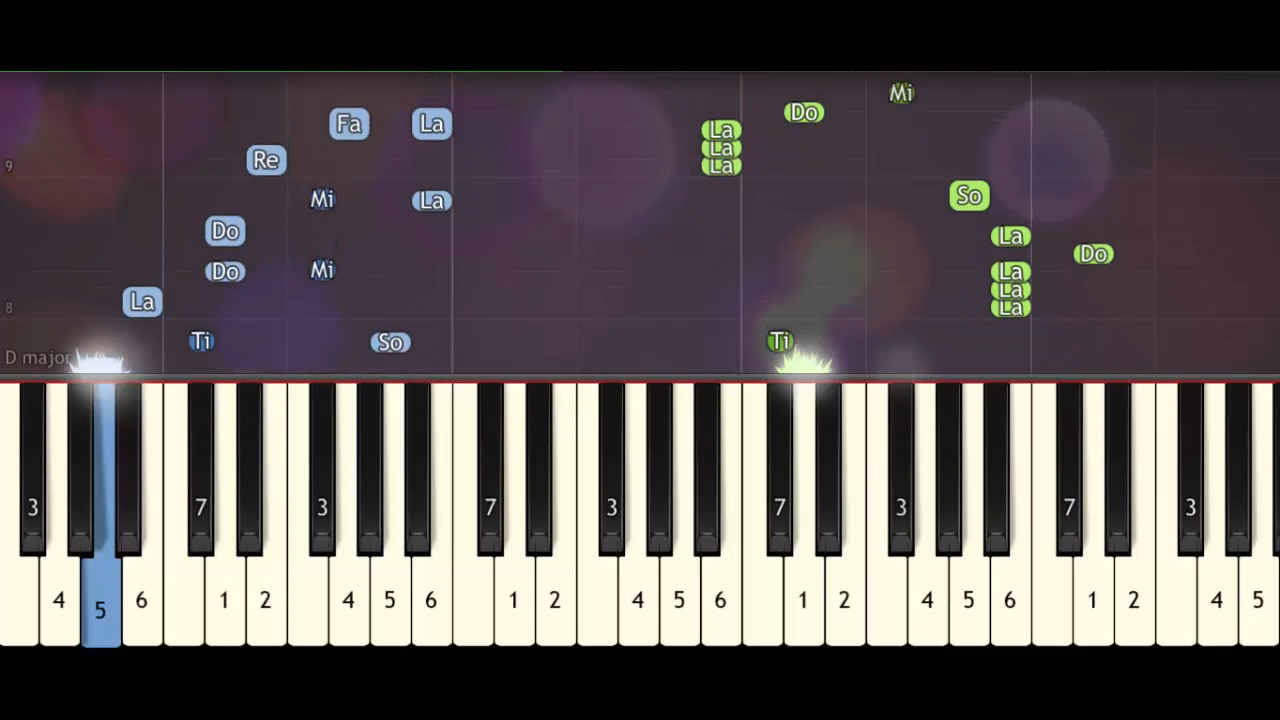 Mi
Do
Fa La La
La
9 Re La
Mi La So
Do La Do
Do Mi La
La La
8 La
Ti So Ti
D major
3 7 3 7 3 7 3 7 3
4 5 6 1 2 4 5 6 1 2 4 5 6 1 2 4 5 6 1 2 4 5